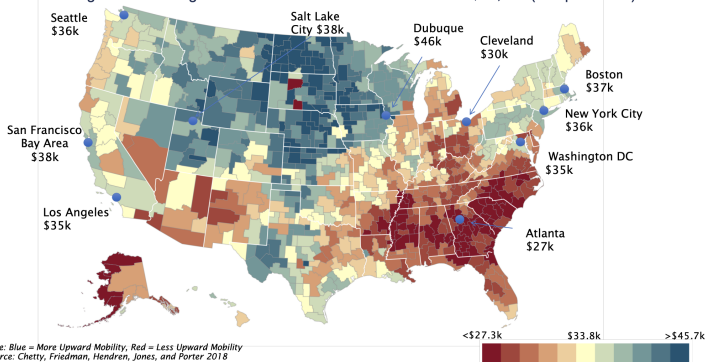 Seattle
$36k
Salt Lake
City $38k
Dubuque
$46k
Cleveland
$30k
Boston
$37k
New York City
$36k
San Francisco
Bay Area
$38k
Washington DC
$35k
Los Angeles
$35k
Atlanta
$27k
<$27.3k $33.8k >$45.7k
e: Blue = More Upward Mobility, Red = Less Upward Mobility
rce: Chetty, Friedman, Hendren, Jones, and Porter 2018